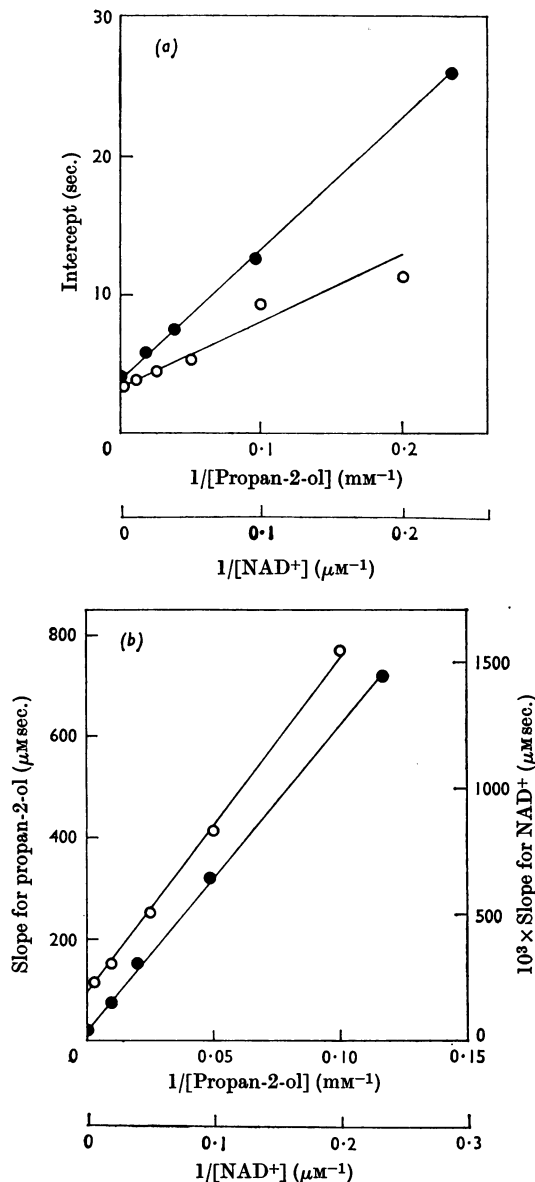 (a)
30
20
10
0
Intercept (sec.)
0·1
0·2
1/[Propan-2-ol] (mM⁻¹)
0
0·1
0·2
1/[NAD⁺] (μM⁻¹)
(b)
800
600
400
200
0
Slope for propan-2-ol (μM sec.)
1500
1000
500
0
10³ × Slope for NAD⁺ (μM sec.)
0·05
0·10
0·15
1/[Propan-2-ol] (mM⁻¹)
0
0·1
0·2
0·3
1/[NAD⁺] (μM⁻¹)